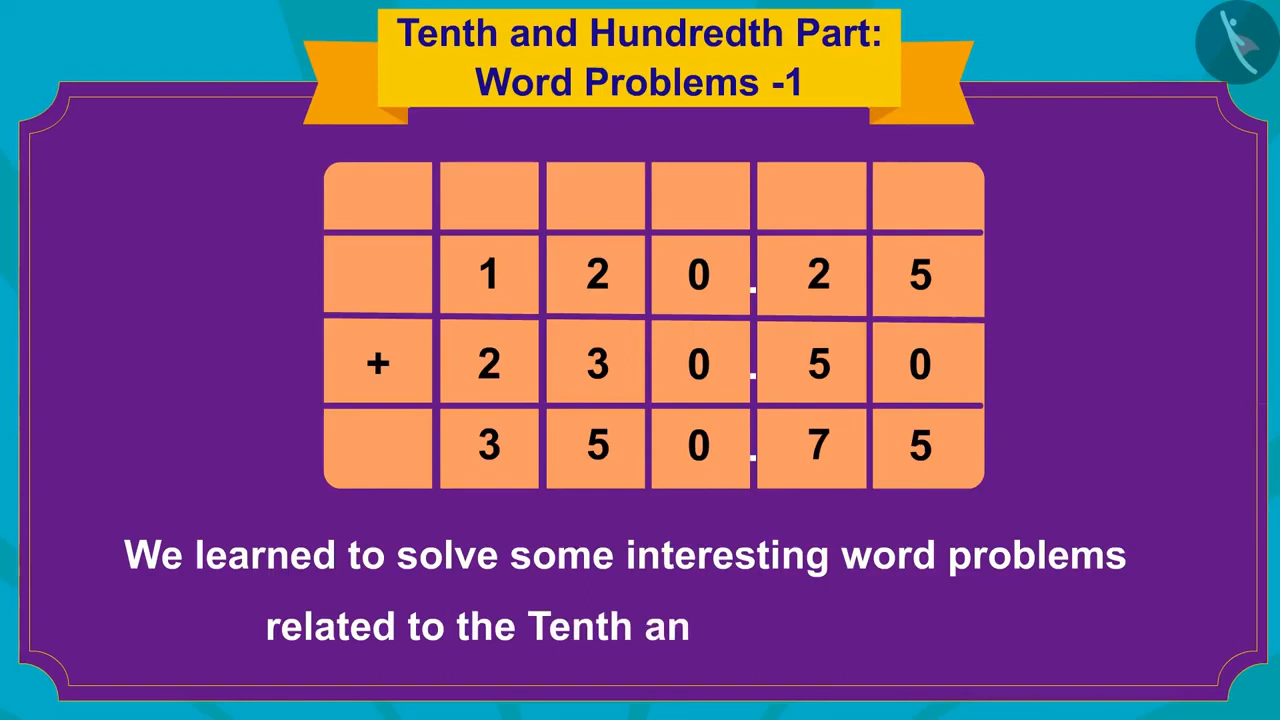 Tenth and Hundredth Part:
Word Problems -1
1 2 0 . 2 5
+ 2 3 0 . 5 0
3 5 0 . 7 5
We learned to solve some interesting word problems
related to the Tenth an